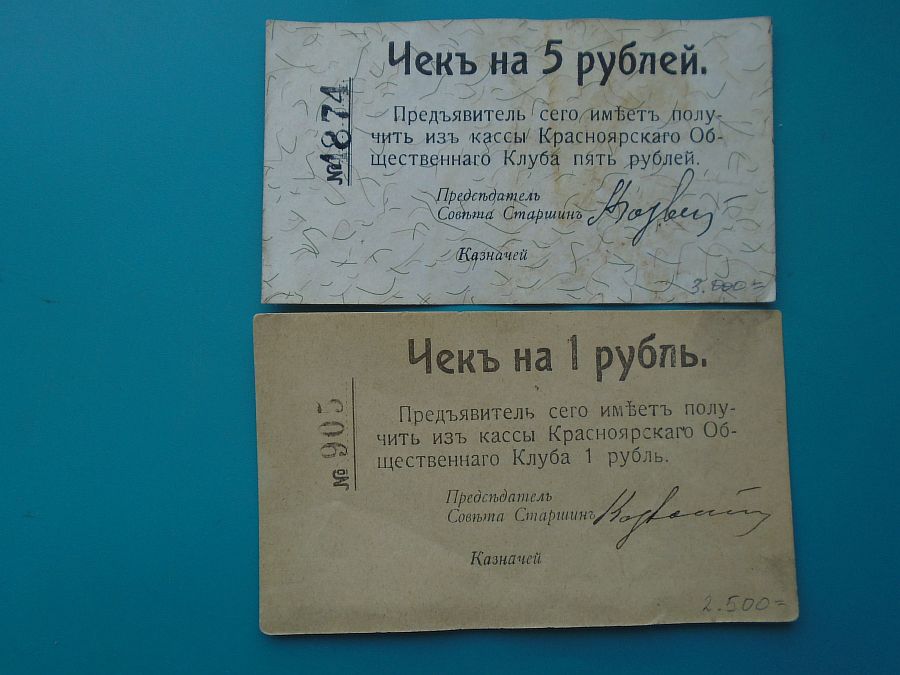 Чекъ на 5 рублей.
№ 1874
Предъявитель сего имѣетъ полу-
чить изъ кассы Красноярскаго Об-
щественнаго Клуба пять рублей.
Предсѣдатель
Совѣта Старшинъ
Казначей
3.000=
Чекъ на 1 рубль.
№ 905
Предъявитель сего имѣетъ полу-
чить изъ кассы Красноярскаго Об-
щественнаго Клуба 1 рубль.
Предсѣдатель
Совѣта Старшинъ
Казначей
2.500=